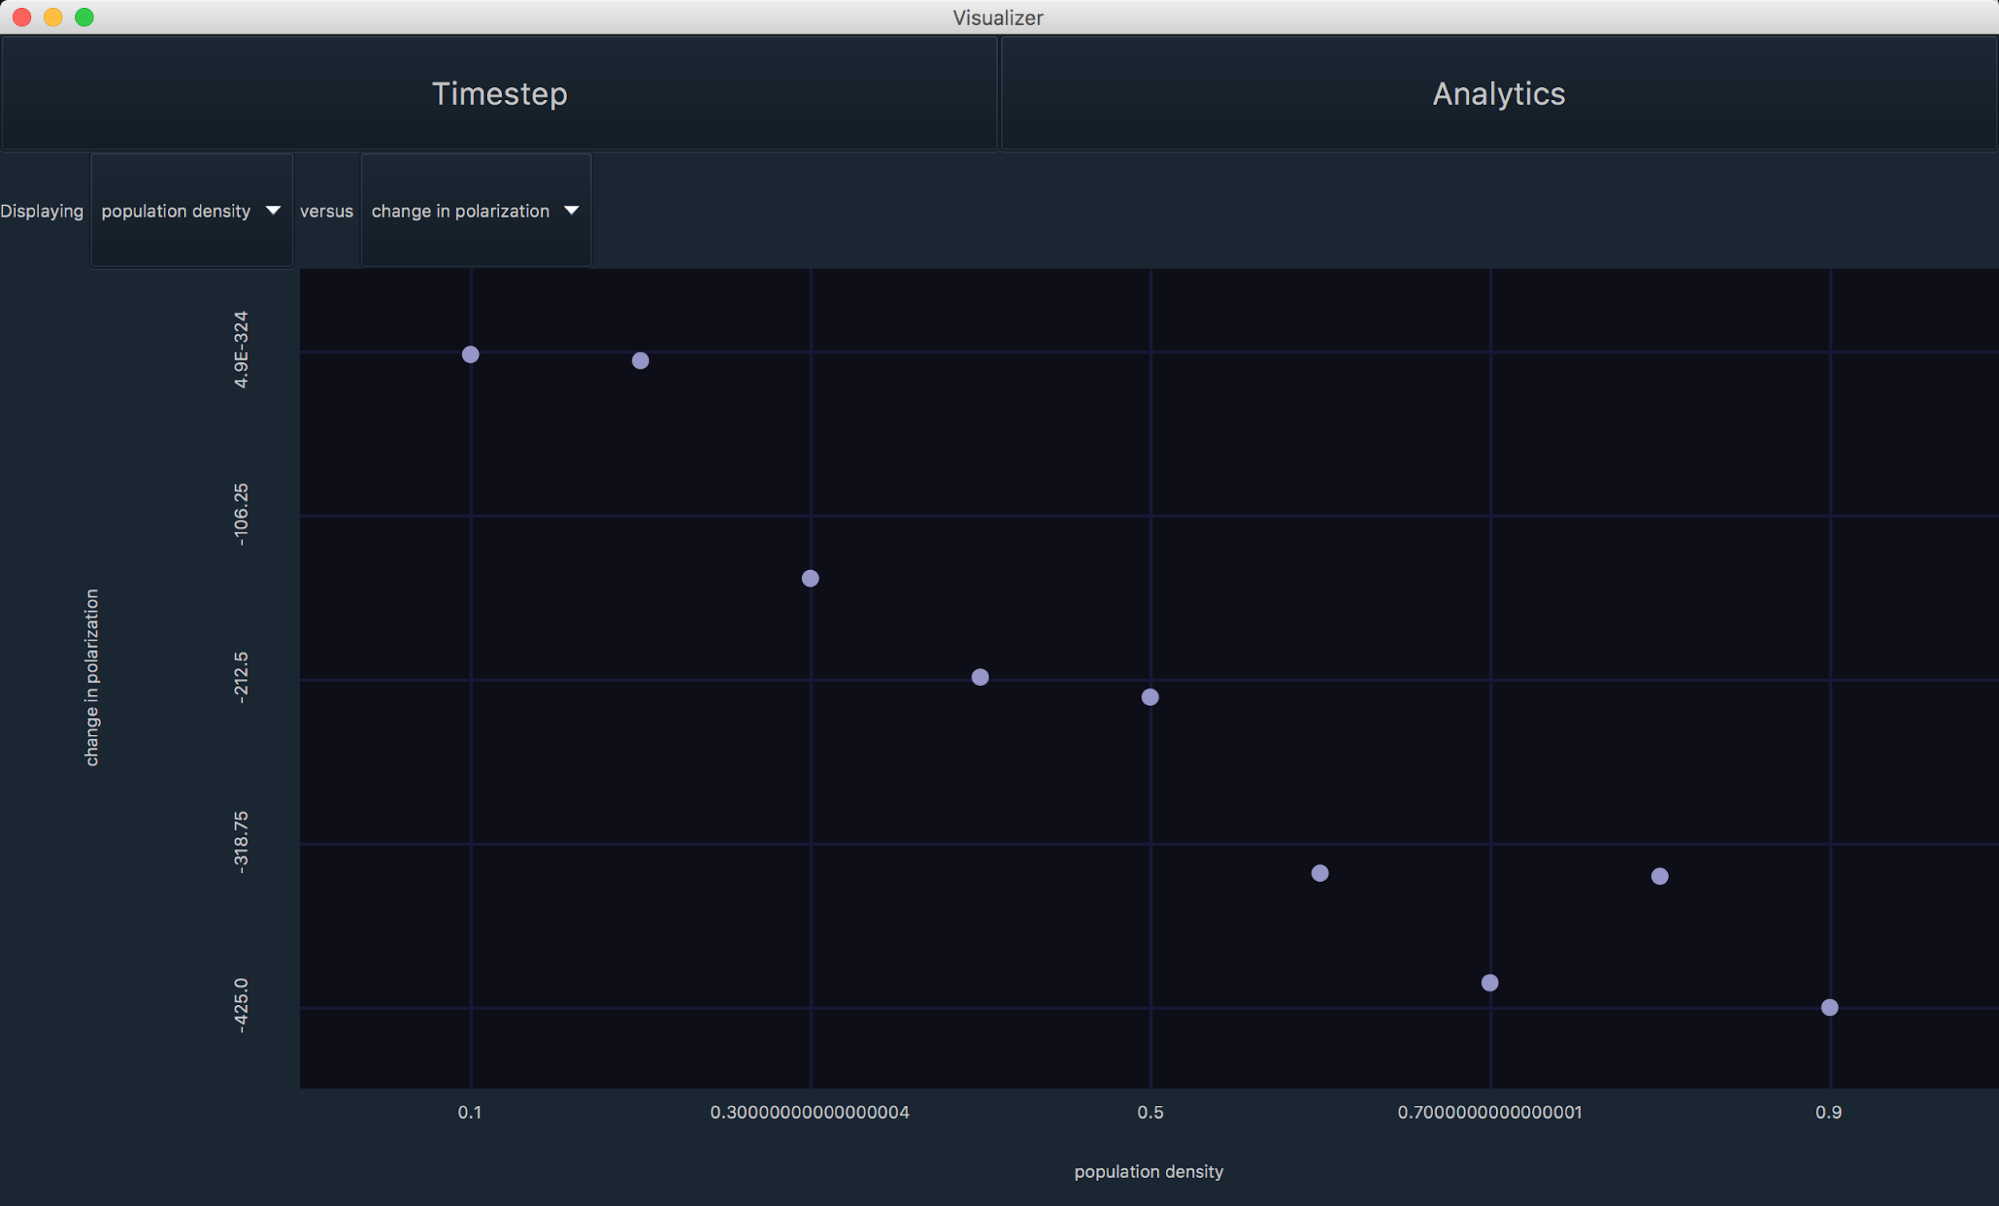 Visualizer
Timestep
Analytics
Displaying population density versus change in polarization
4.9E-324
-106.25
-212.5
-318.75
-425.0
change in polarization
0.1 0.30000000000000004 0.5 0.7000000000000001 0.9
population density